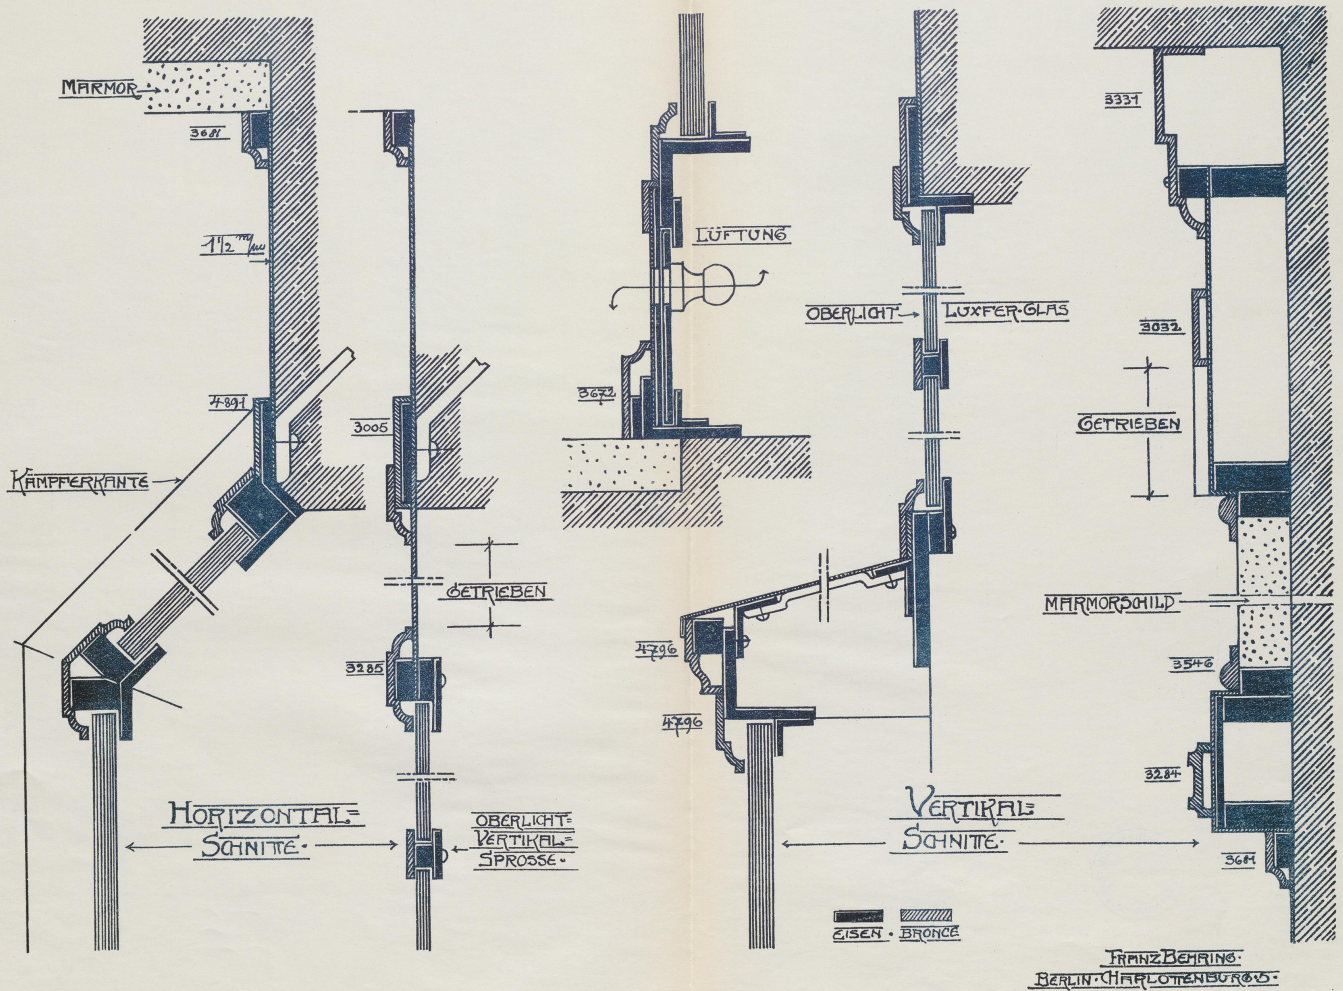 MARMOR
3681
1½ m/m
4891
KÄMPFERKANTE
3005
GETRIEBEN
3285
HORIZONTAL=
SCHNITTE.
OBERLICHT=
VERTIKAL=
SPROSSE.
LÜFTUNG
3672
OBERLICHT
LUXFER-GLAS
4796
4796
VERTIKAL=
SCHNITTE.
EISEN. BRONCE
3331
3032
GETRIEBEN
MARMORSCHILD
3546
3284
3681
FRANZ BEHRING.
BERLIN-CHARLOTTENBURG.5.